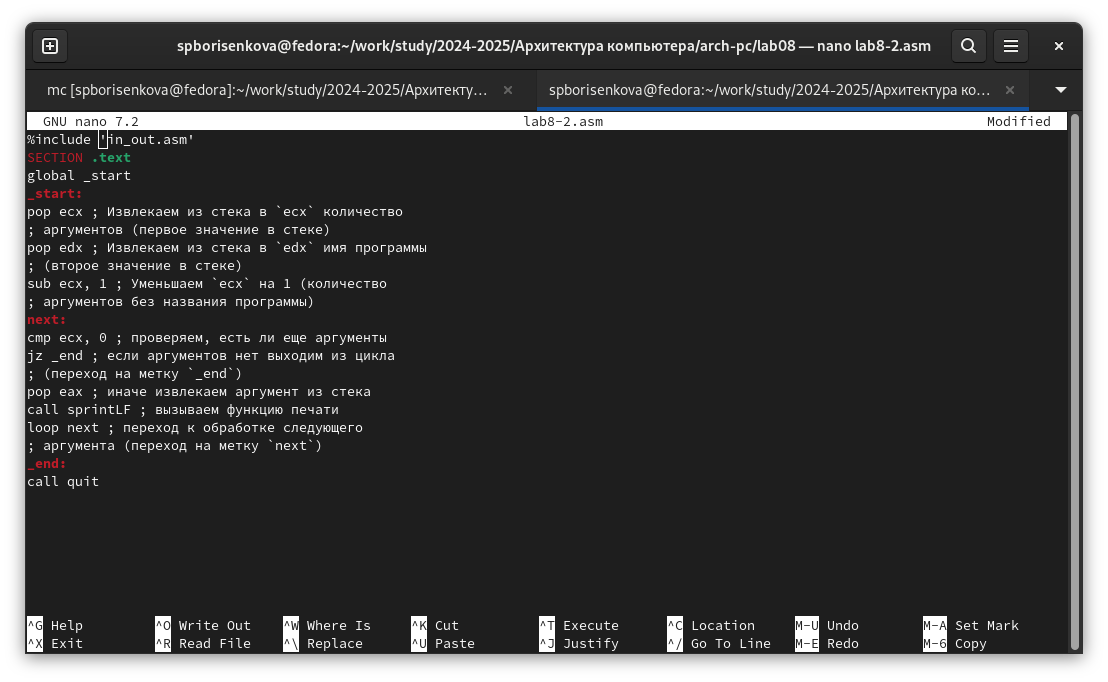 spborisenkova@fedora:~/work/study/2024-2025/Архитектура компьютера/arch-pc/lab08 — nano lab8-2.asm
mc [spborisenkova@fedora]:~/work/study/2024-2025/Архитекту…
spborisenkova@fedora:~/work/study/2024-2025/Архитектура ко…
GNU nano 7.2 lab8-2.asm Modified
%include 'in_out.asm'
SECTION .text
global _start
_start:
pop ecx ; Извлекаем из стека в `ecx` количество
; аргументов (первое значение в стеке)
pop edx ; Извлекаем из стека в `edx` имя программы
; (второе значение в стеке)
sub ecx, 1 ; Уменьшаем `ecx` на 1 (количество
; аргументов без названия программы)
next:
cmp ecx, 0 ; проверяем, есть ли еще аргументы
jz _end ; если аргументов нет выходим из цикла
; (переход на метку `_end`)
pop eax ; иначе извлекаем аргумент из стека
call sprintLF ; вызываем функцию печати
loop next ; переход к обработке следующего
; аргумента (переход на метку `next`)
_end:
call quit
^G Help ^O Write Out ^W Where Is ^K Cut ^T Execute ^C Location M-U Undo M-A Set Mark
^X Exit ^R Read File ^\ Replace ^U Paste ^J Justify ^/ Go To Line M-E Redo M-6 Copy